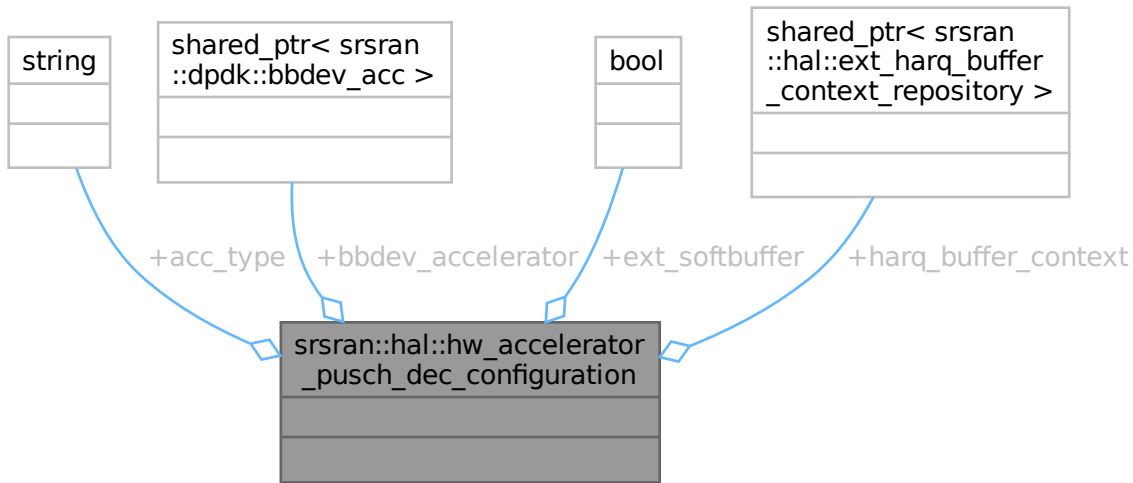 string
shared_ptr< srsran
::dpdk::bbdev_acc >
bool
shared_ptr< srsran
::hal::ext_harq_buffer
_context_repository >
+acc_type
+bbdev_accelerator
+ext_softbuffer
+harq_buffer_context
srsran::hal::hw_accelerator
_pusch_dec_configuration